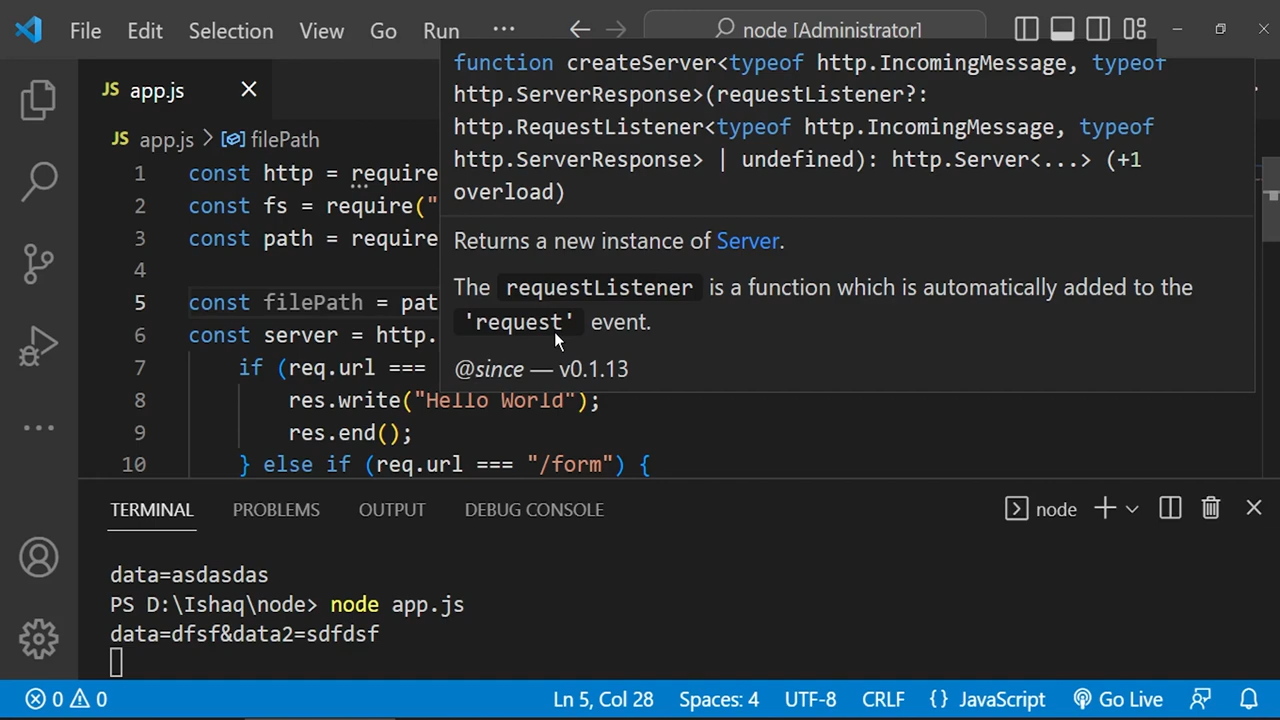 File Edit Selection View Go Run ··· node [Administrator]
JS app.js
JS app.js > filePath
function createServer<typeof http.IncomingMessage, typeof
http.ServerResponse>(requestListener?:
http.RequestListener<typeof http.IncomingMessage, typeof
http.ServerResponse> | undefined): http.Server<...> (+1
overload)
Returns a new instance of Server.
The requestListener is a function which is automatically added to the
'request' event.
@since — v0.1.13
1 const http = require
2 const fs = require("
3 const path = require
4
5 const filePath = pat
6 const server = http.
7 if (req.url ===
8 res.write("Hello World");
9 res.end();
10 } else if (req.url === "/form") {
TERMINAL PROBLEMS OUTPUT DEBUG CONSOLE node
data=asdasdas
PS D:\Ishaq\node> node app.js
data=dfsf&data2=sdfdsf
0 0 Ln 5, Col 28 Spaces: 4 UTF-8 CRLF {} JavaScript Go Live